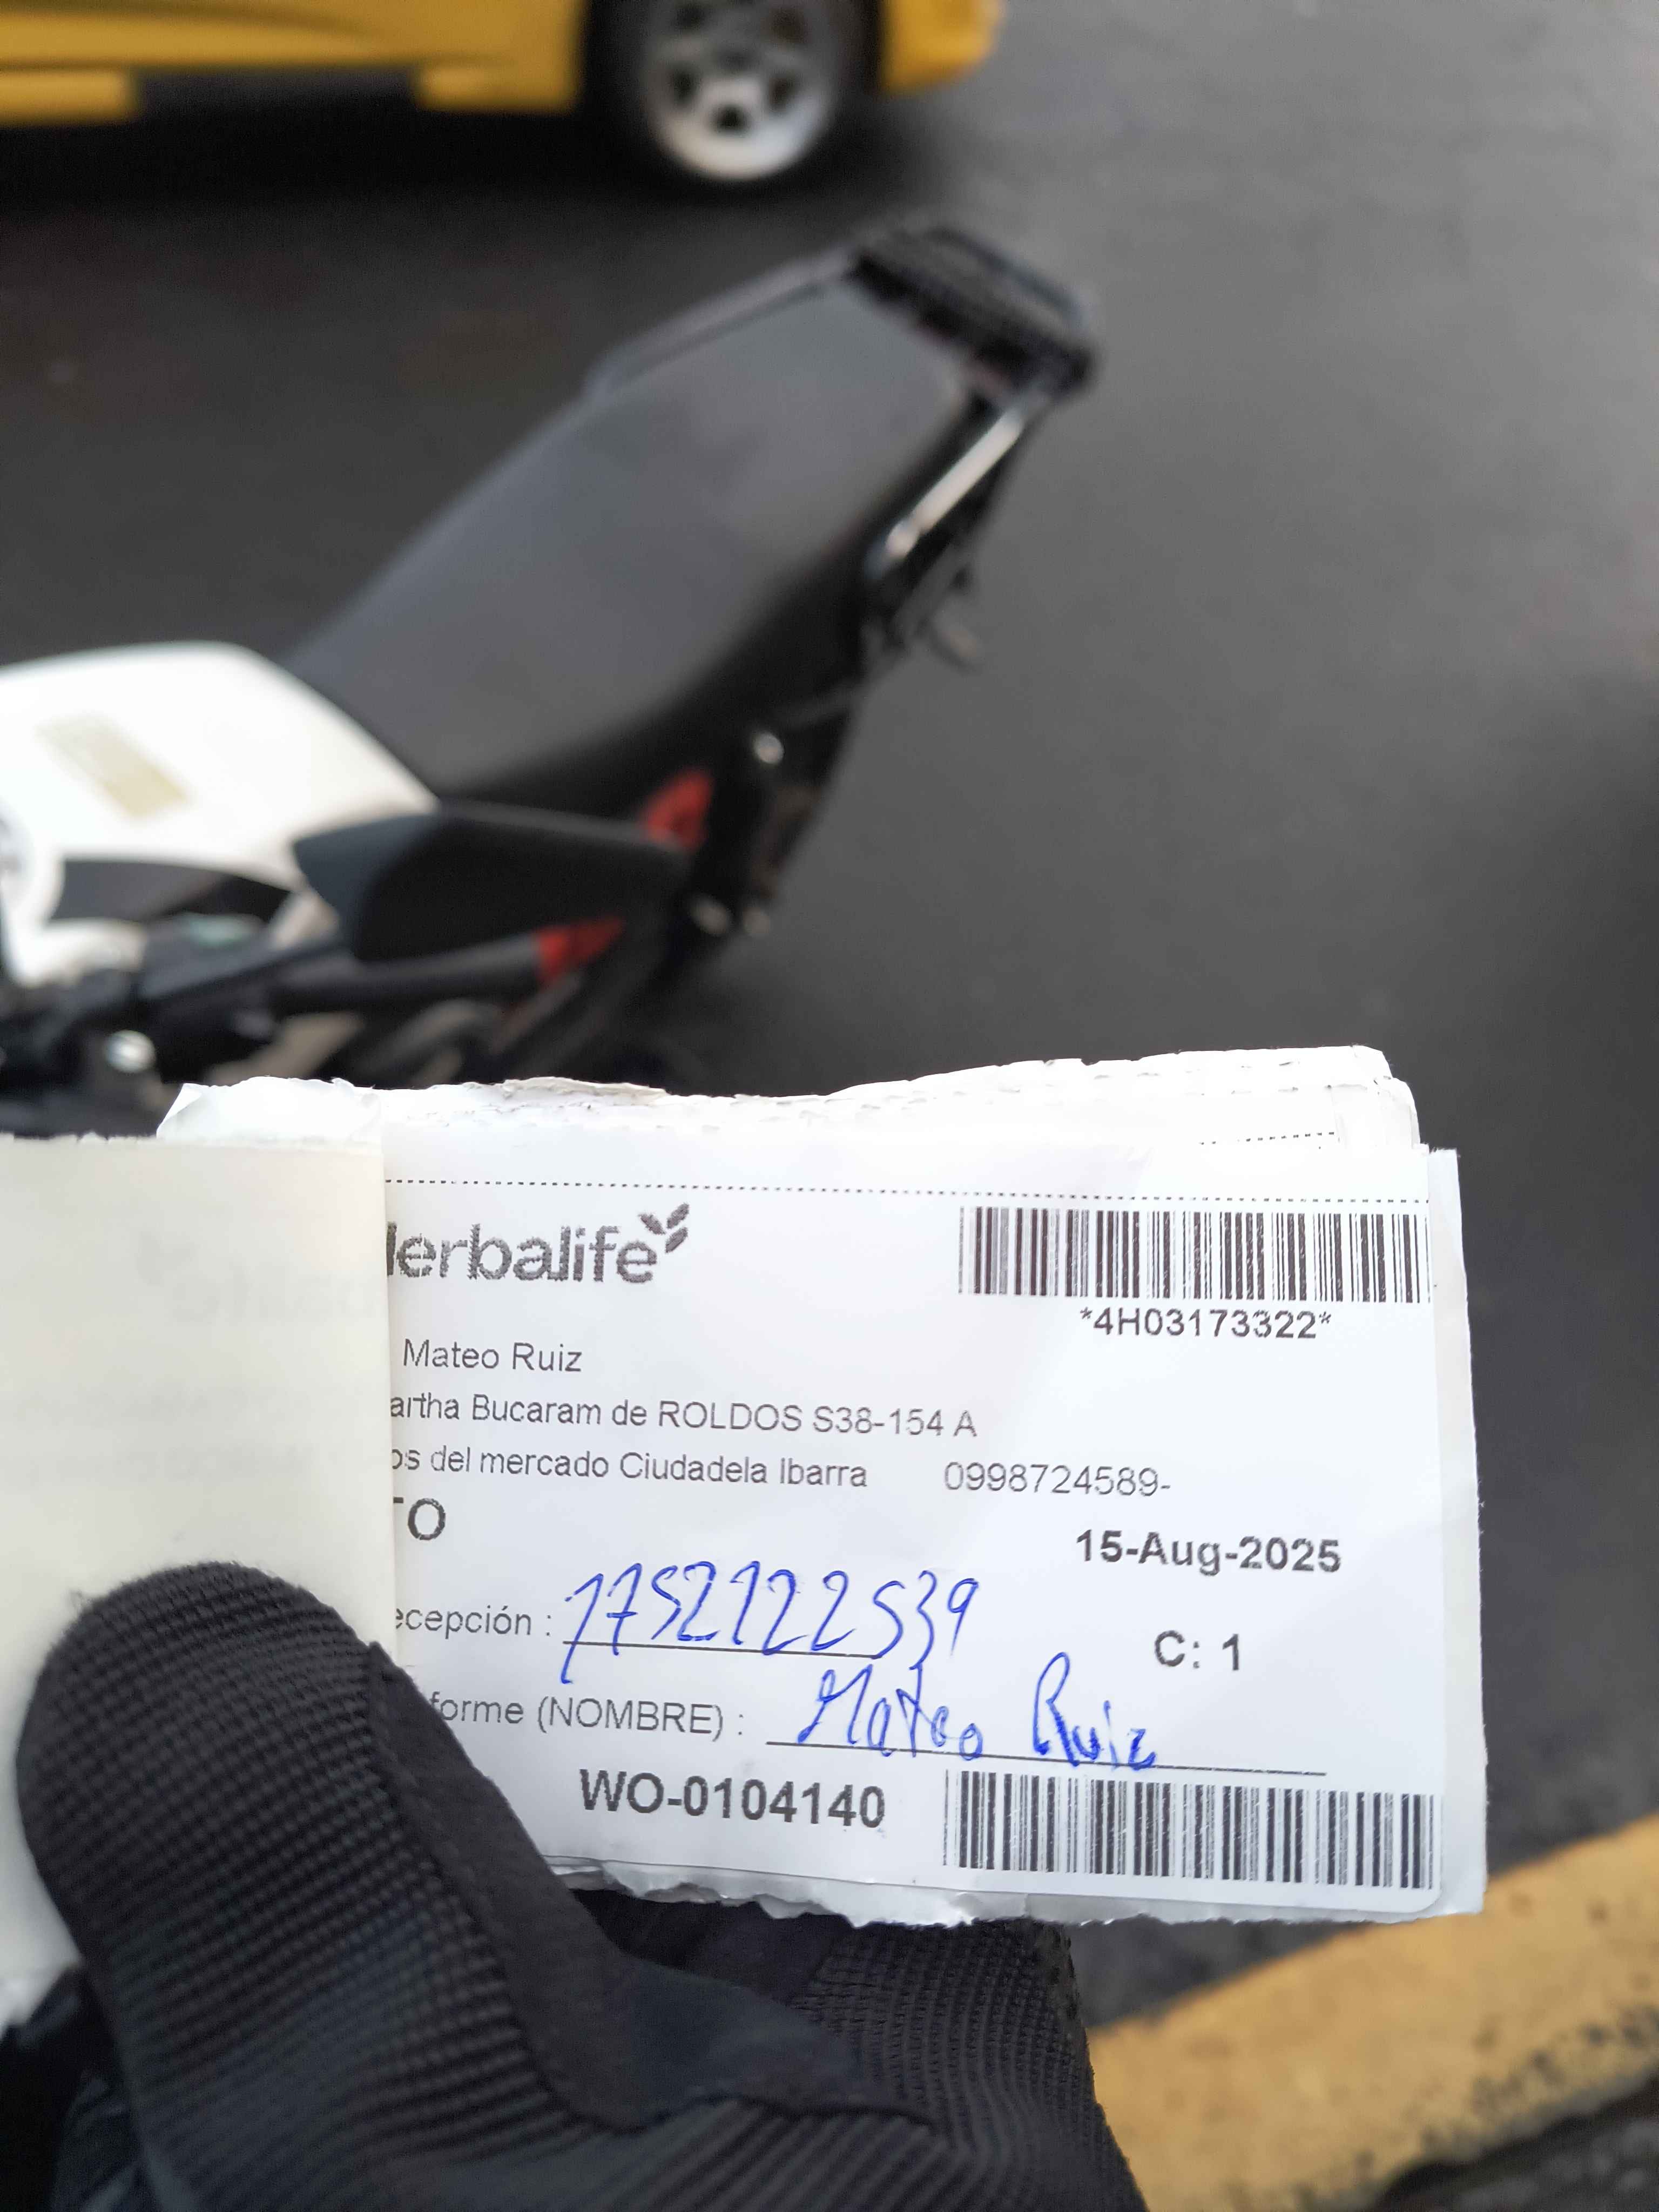 Herbalife
*4H03173322*
Mateo Ruiz
artha Bucaram de ROLDOS S38-154 A
os del mercado Ciudadela Ibarra 0998724589-
TO
15-Aug-2025
ecepción : 1752122539
C: 1
forme (NOMBRE) : Mateo Ruiz
WO-0104140